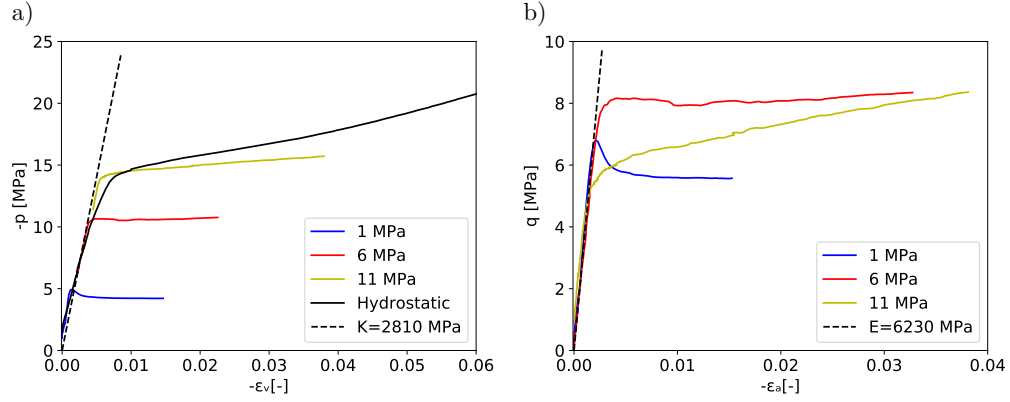 a)
25
20
15
10
5
0
-p [MPa]
0.00
0.01
0.02
0.03
0.04
0.05
0.06
-εᵥ[-]
1 MPa
6 MPa
11 MPa
Hydrostatic
K=2810 MPa
b)
10
8
6
4
2
0
q [MPa]
0.00
0.01
0.02
0.03
0.04
-εₐ[-]
1 MPa
6 MPa
11 MPa
E=6230 MPa